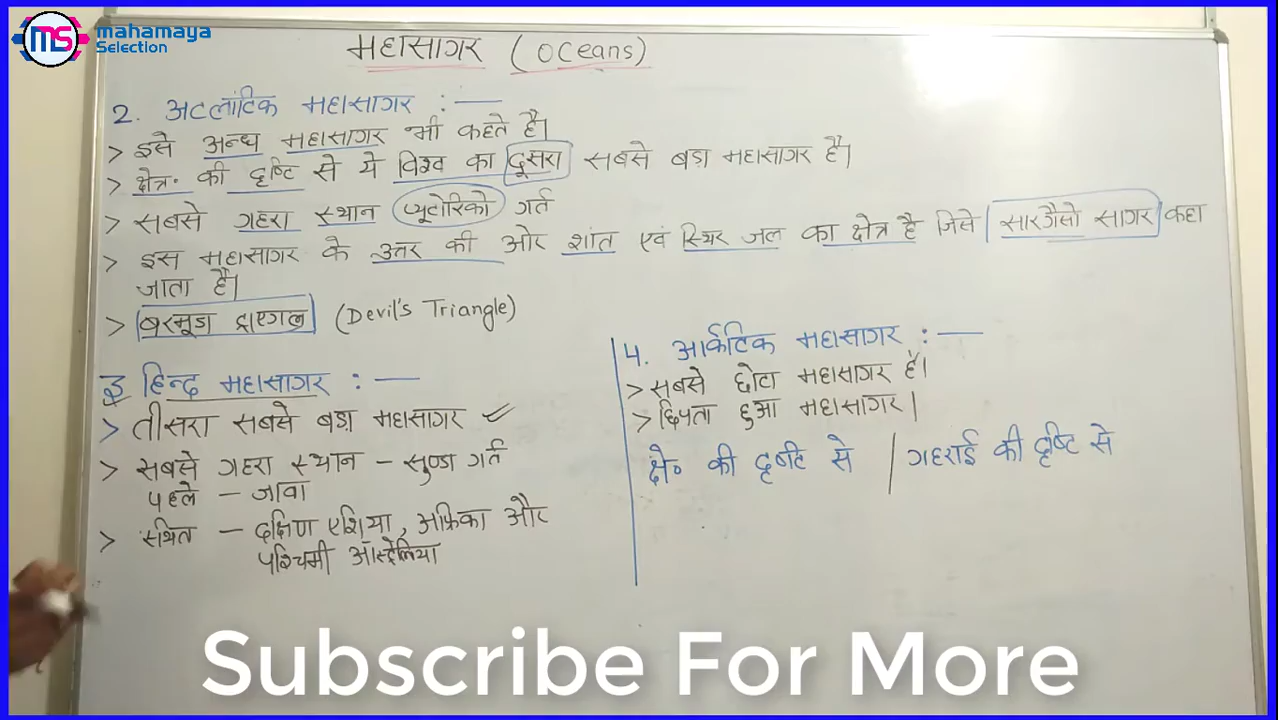 mahamaya
Selection
महासागर (Oceans)
2. अटलांटिक महासागर : —
> इसे अन्ध महासागर भी कहते है।
> क्षेत्र॰ की दृष्टि से ये विश्व का दूसरा सबसे बड़ा महासागर है।
> सबसे गहरा स्थान प्यूटोरिको गर्त
> इस महासागर के उत्तर की ओर शांत एवं स्थिर जल का क्षेत्र है जिसे सारगैसो सागर कहा
जाता है।
> बरमूडा ट्राएगल (Devil's Triangle)
3 हिन्द महासागर : —
> तीसरा सबसे बड़ा महासागर
> सबसे गहरा स्थान - सुण्डा गर्त
पहले - जावा
> स्थित - दक्षिण एशिया, अफ्रिका और
पश्चिमी ऑस्ट्रेलिया
4. आर्कटिक महासागर : —
> सबसे छोटा महासागर है।
> छिपता हुआ महासागर।
क्षे॰ की दृष्टि से | गहराई की दृष्टि से
Subscribe For More